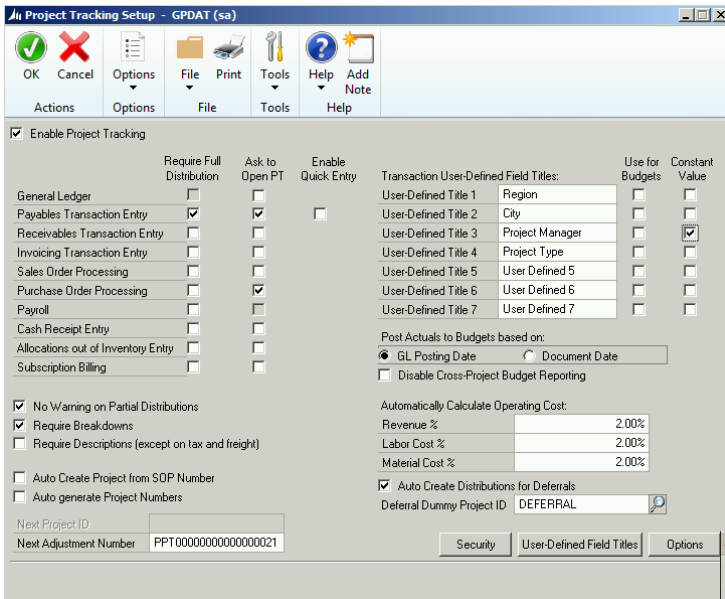 Project Tracking Setup - GPDAT (sa)
OK Cancel Options File Print Tools Help Add Note
Actions Options File Tools Help
Enable Project Tracking
Require Full Distribution Ask to Open PT Enable Quick Entry
General Ledger
Payables Transaction Entry
Receivables Transaction Entry
Invoicing Transaction Entry
Sales Order Processing
Purchase Order Processing
Payroll
Cash Receipt Entry
Allocations out of Inventory Entry
Subscription Billing
No Warning on Partial Distributions
Require Breakdowns
Require Descriptions (except on tax and freight)
Auto Create Project from SOP Number
Auto generate Project Numbers
Next Project ID
Next Adjustment Number PPT00000000000000021
Transaction User-Defined Field Titles: Use for Budgets Constant Value
User-Defined Title 1 Region
User-Defined Title 2 City
User-Defined Title 3 Project Manager
User-Defined Title 4 Project Type
User-Defined Title 5 User Defined 5
User-Defined Title 6 User Defined 6
User-Defined Title 7 User Defined 7
Post Actuals to Budgets based on:
GL Posting Date Document Date
Disable Cross-Project Budget Reporting
Automatically Calculate Operating Cost:
Revenue % 2.00%
Labor Cost % 2.00%
Material Cost % 2.00%
Auto Create Distributions for Deferrals
Deferral Dummy Project ID DEFERRAL
Security User-Defined Field Titles Options